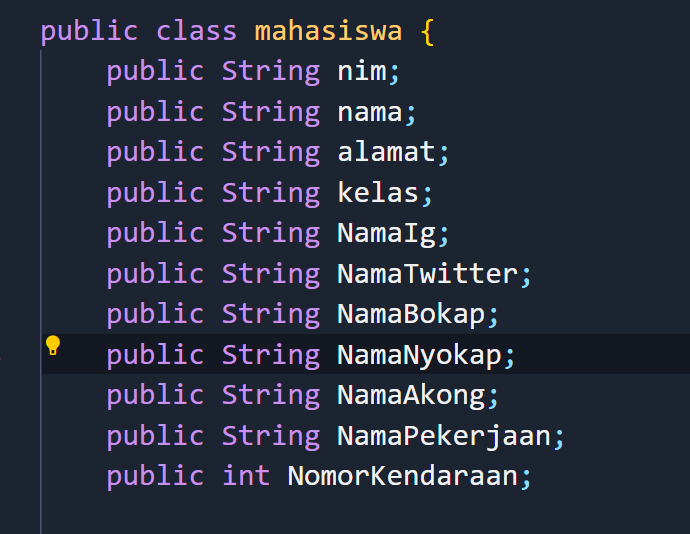 public class mahasiswa {
public String nim;
public String nama;
public String alamat;
public String kelas;
public String NamaIg;
public String NamaTwitter;
public String NamaBokap;
public String NamaNyokap;
public String NamaAkong;
public String NamaPekerjaan;
public int NomorKendaraan;